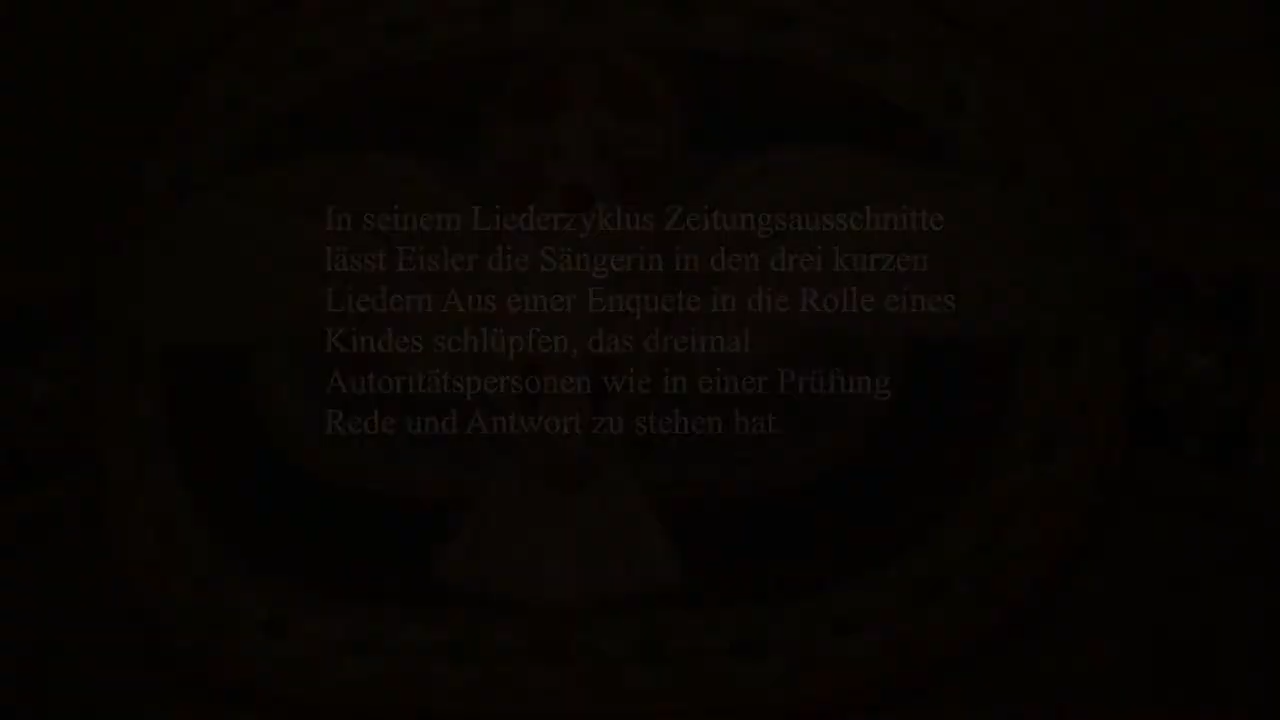 In seinem Liederzyklus Zeitungsausschnitte
lässt Eisler die Sängerin in den drei kurzen
Liedern Aus einer Enquete in die Rolle eines
Kindes schlüpfen, das dreimal
Autoritätspersonen wie in einer Prüfung
Rede und Antwort zu stehen hat.